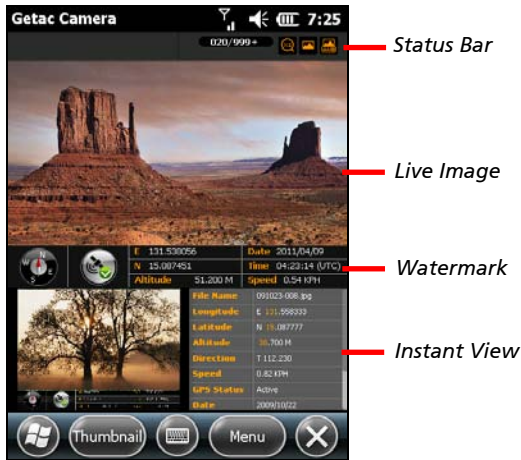 Getac Camera 7:25
020/999+
Status Bar
Live Image
E 131.538056 Date 2011/04/09
N 15.087451 Time 04:23:14 (UTC)
Altitude 51.200 M Speed 0.54 KPH
Watermark
File Name 091023-008.jpg
Longitude E 131.558333
Latitude N 15.087777
Altitude 38.700 M
Direction T 112.230
Speed 0.82 KPH
GPS Status Active
Date 2009/10/22
Instant View
Thumbnail Menu